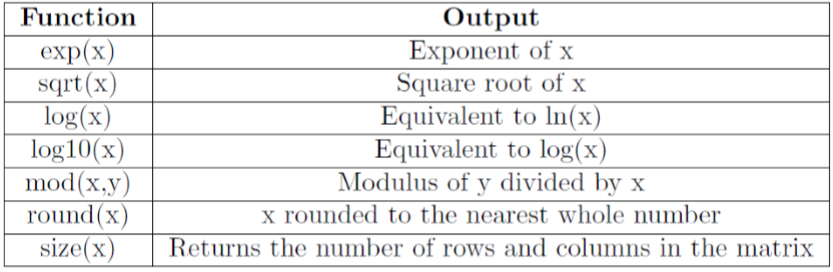 Function Output
exp(x) Exponent of x
sqrt(x) Square root of x
log(x) Equivalent to ln(x)
log10(x) Equivalent to log(x)
mod(x,y) Modulus of y divided by x
round(x) x rounded to the nearest whole number
size(x) Returns the number of rows and columns in the matrix